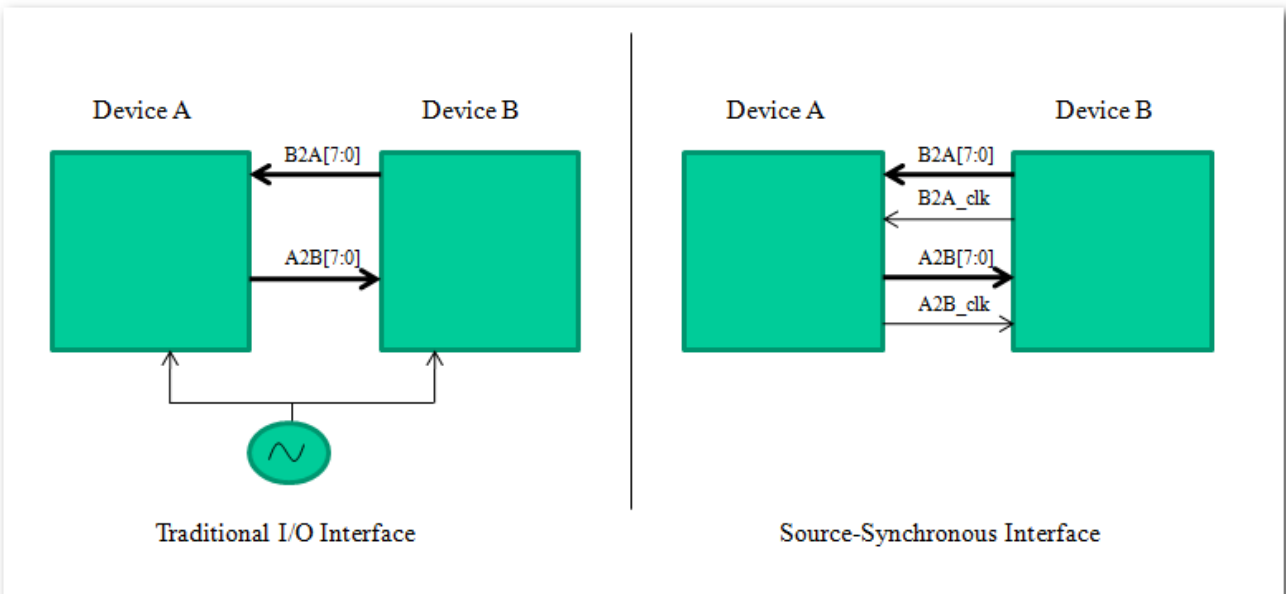 Device A
Device B
B2A[7:0]
A2B[7:0]
Traditional I/O Interface
Device A
Device B
B2A[7:0]
B2A_clk
A2B[7:0]
A2B_clk
Source-Synchronous Interface